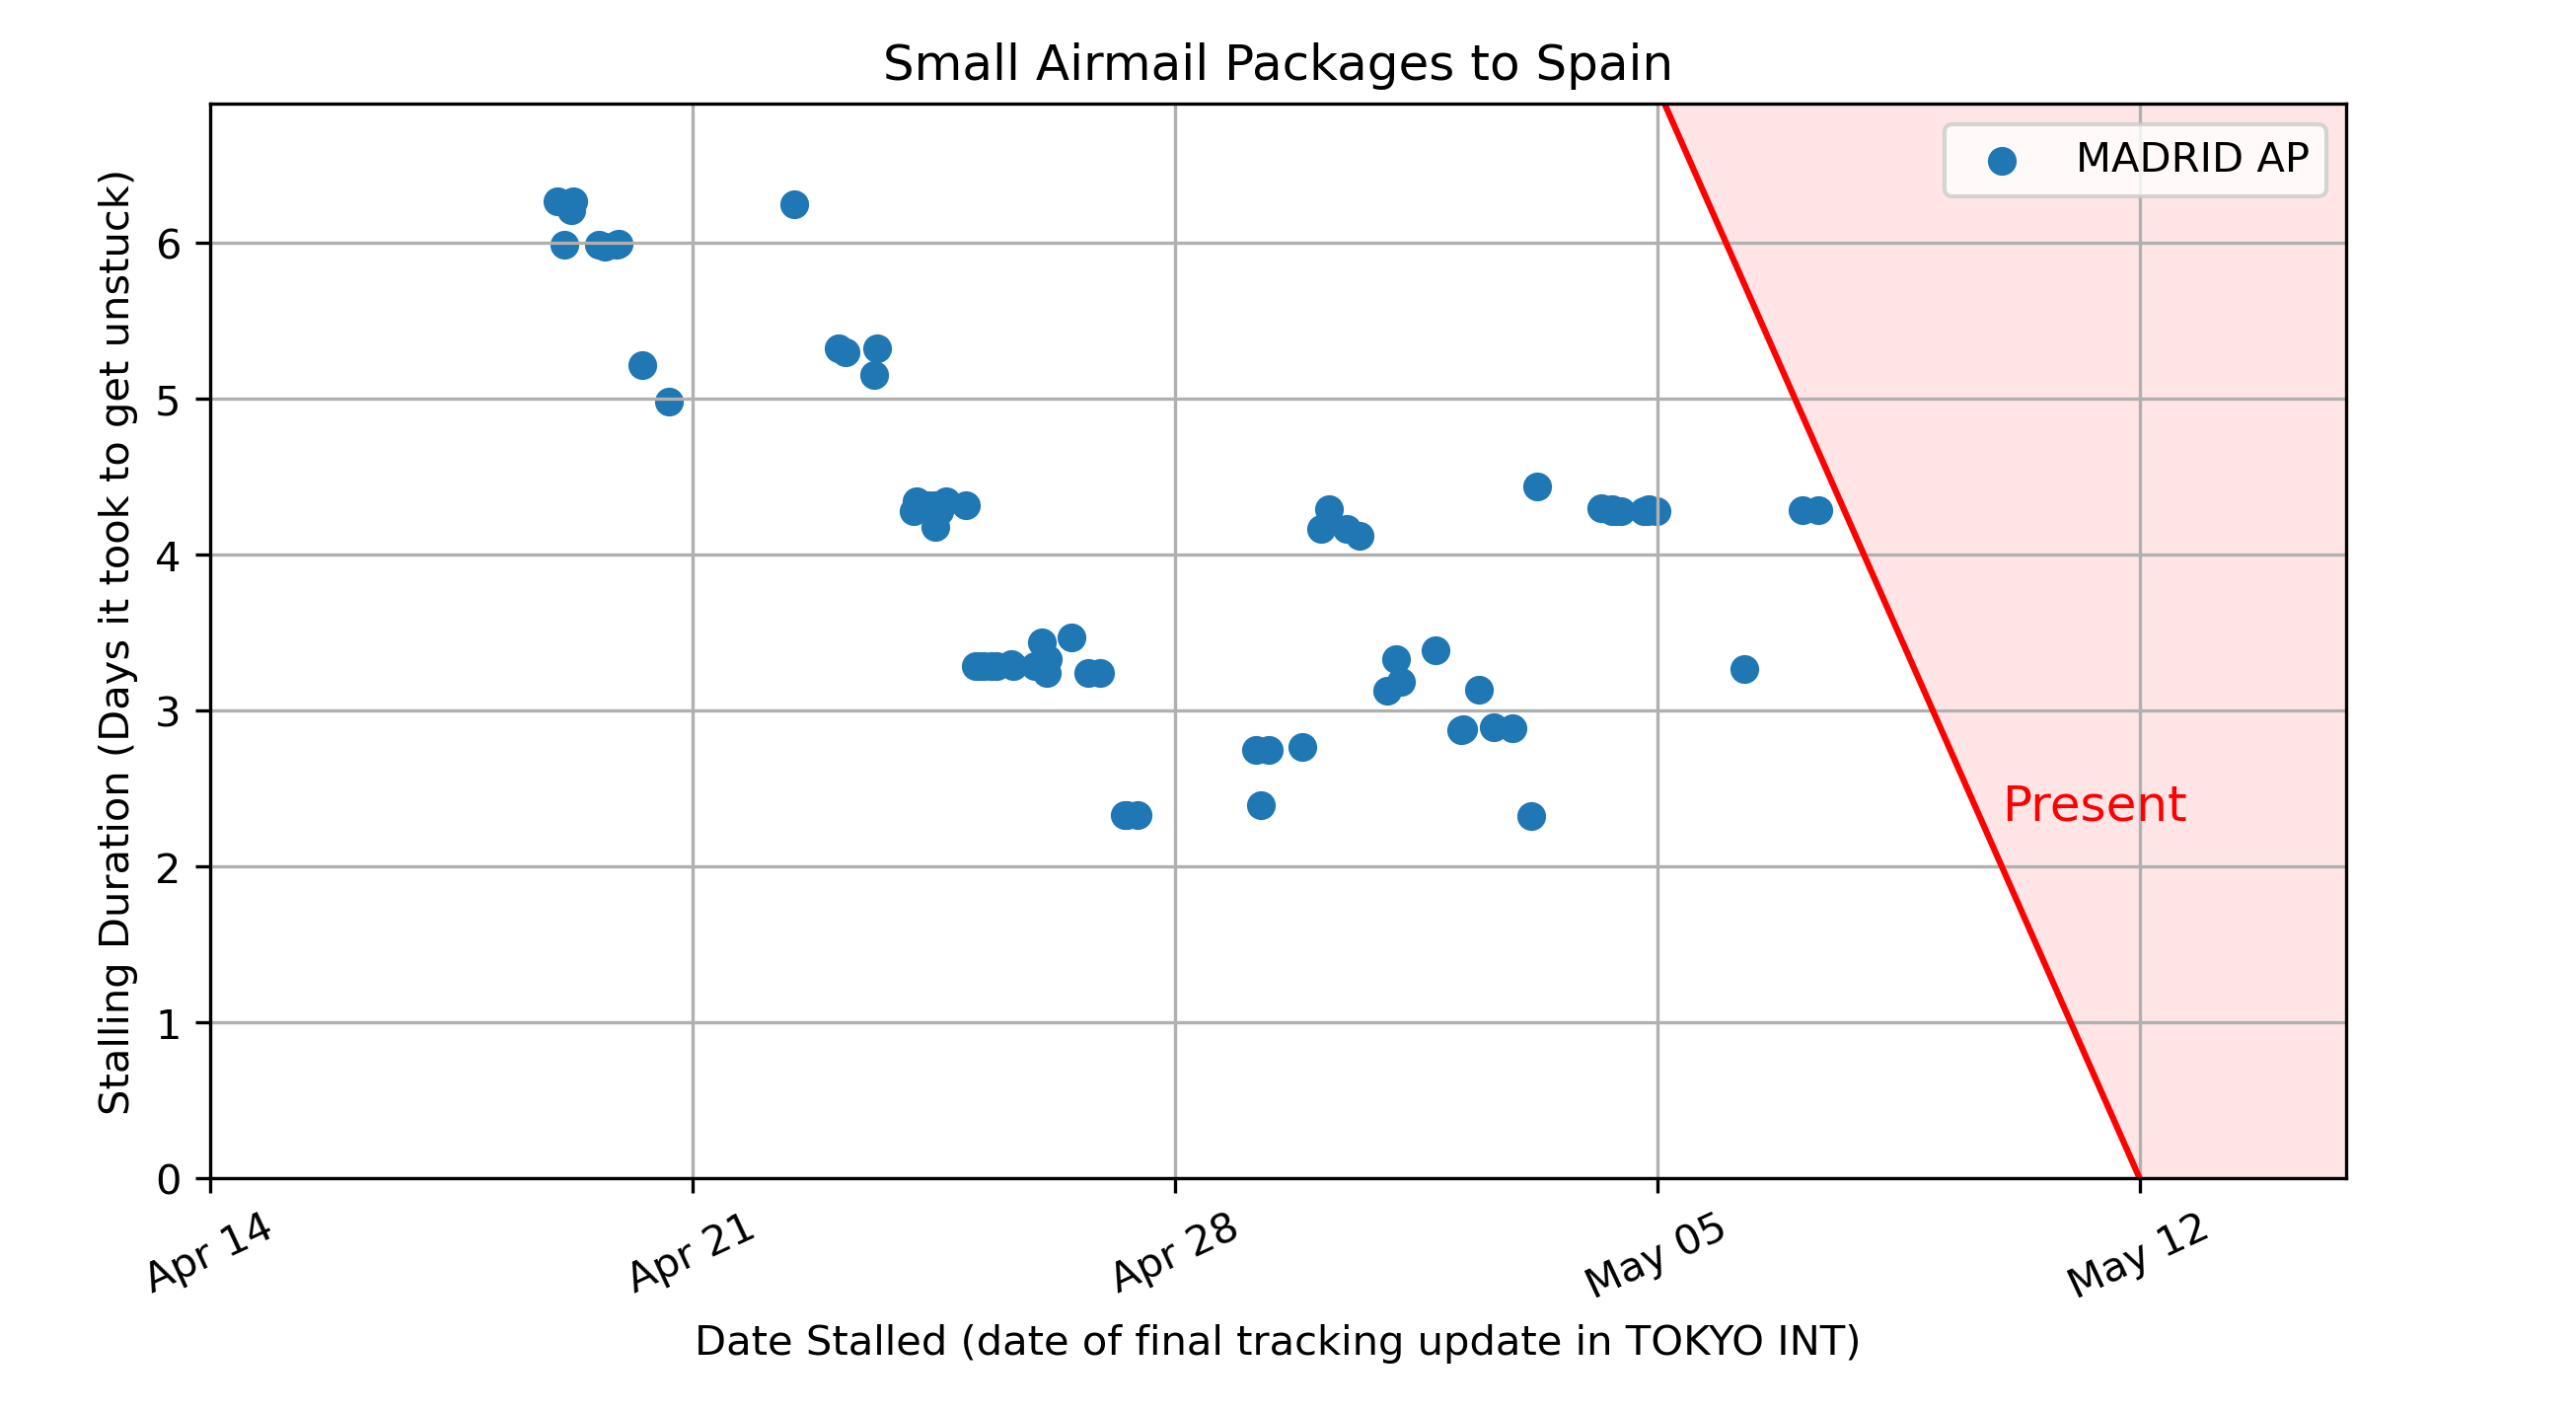 Small Airmail Packages to Spain
MADRID AP
Stalling Duration (Days it took to get unstuck)
6
5
4
3
2
1
0
Present
Apr 14
Apr 21
Apr 28
May 05
May 12
Date Stalled (date of final tracking update in TOKYO INT)